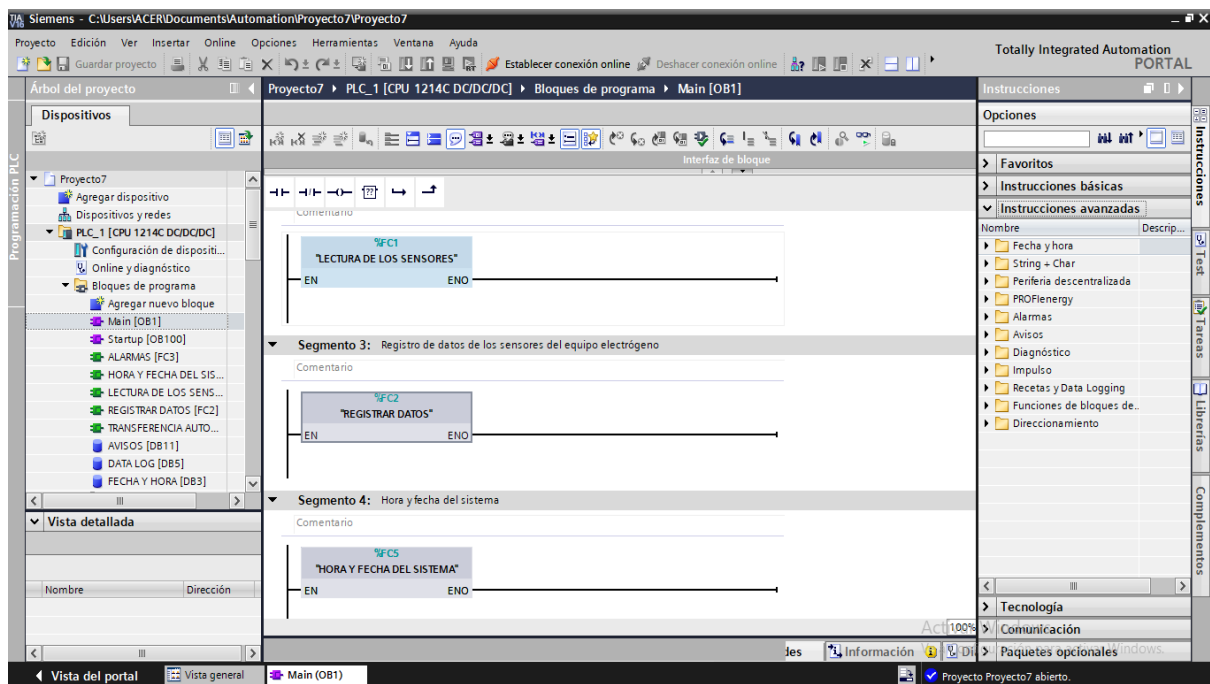 Siemens - C:\Users\ACER\Documents\Automation\Proyecto7\Proyecto7
Proyecto Edición Ver Insertar Online Opciones Herramientas Ventana Ayuda
Totally Integrated Automation
PORTAL
Guardar proyecto
Establecer conexión online
Deshacer conexión online
Árbol del proyecto
Dispositivos
Programación PLC
Proyecto7
Agregar dispositivo
Dispositivos y redes
PLC_1 [CPU 1214C DC/DC/DC]
Configuración de dispositi...
Online y diagnóstico
Bloques de programa
Agregar nuevo bloque
Main [OB1]
Startup [OB100]
ALARMAS [FC3]
HORA Y FECHA DEL SIS...
LECTURA DE LOS SENS...
REGISTRAR DATOS [FC2]
TRANSFERENCIA AUTO...
AVISOS [DB11]
DATA LOG [DB5]
FECHA Y HORA [DB3]
Vista detallada
Nombre Dirección
Proyecto7 PLC_1 [CPU 1214C DC/DC/DC] Bloques de programa Main [OB1]
Interfaz de bloque
Comentario
%FC1
"LECTURA DE LOS SENSORES"
EN ENO
Segmento 3: Registro de datos de los sensores del equipo electrógeno
Comentario
%FC2
"REGISTRAR DATOS"
EN ENO
Segmento 4: Hora y fecha del sistema
Comentario
%FC5
"HORA Y FECHA DEL SISTEMA"
EN ENO
100%
Información
Instrucciones
Opciones
Favoritos
Instrucciones básicas
Instrucciones avanzadas
Nombre Descrip...
Fecha y hora
String + Char
Periferia descentralizada
PROFIenergy
Alarmas
Avisos
Diagnóstico
Impulso
Recetas y Data Logging
Funciones de bloques de..
Direccionamiento
Tecnología
Comunicación
Paquetes opcionales
Instrucciones
Test
Tareas
Librerías
Complementos
Vista del portal
Vista general
Main (OB1)
Proyecto Proyecto7 abierto.